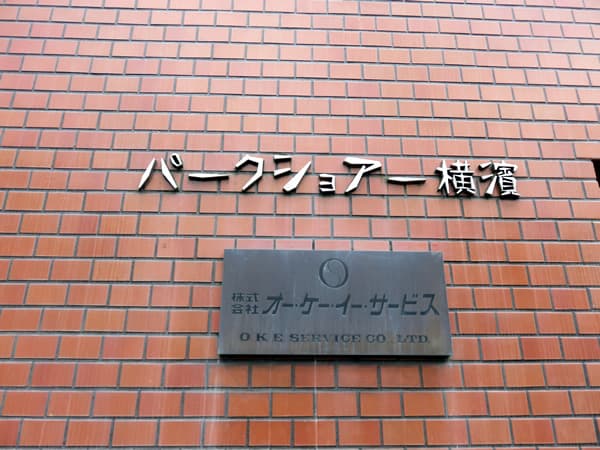 パークショアー横濱
株式会社 オー・ケー・イー・サービス
OKE SERVICE CO., LTD.